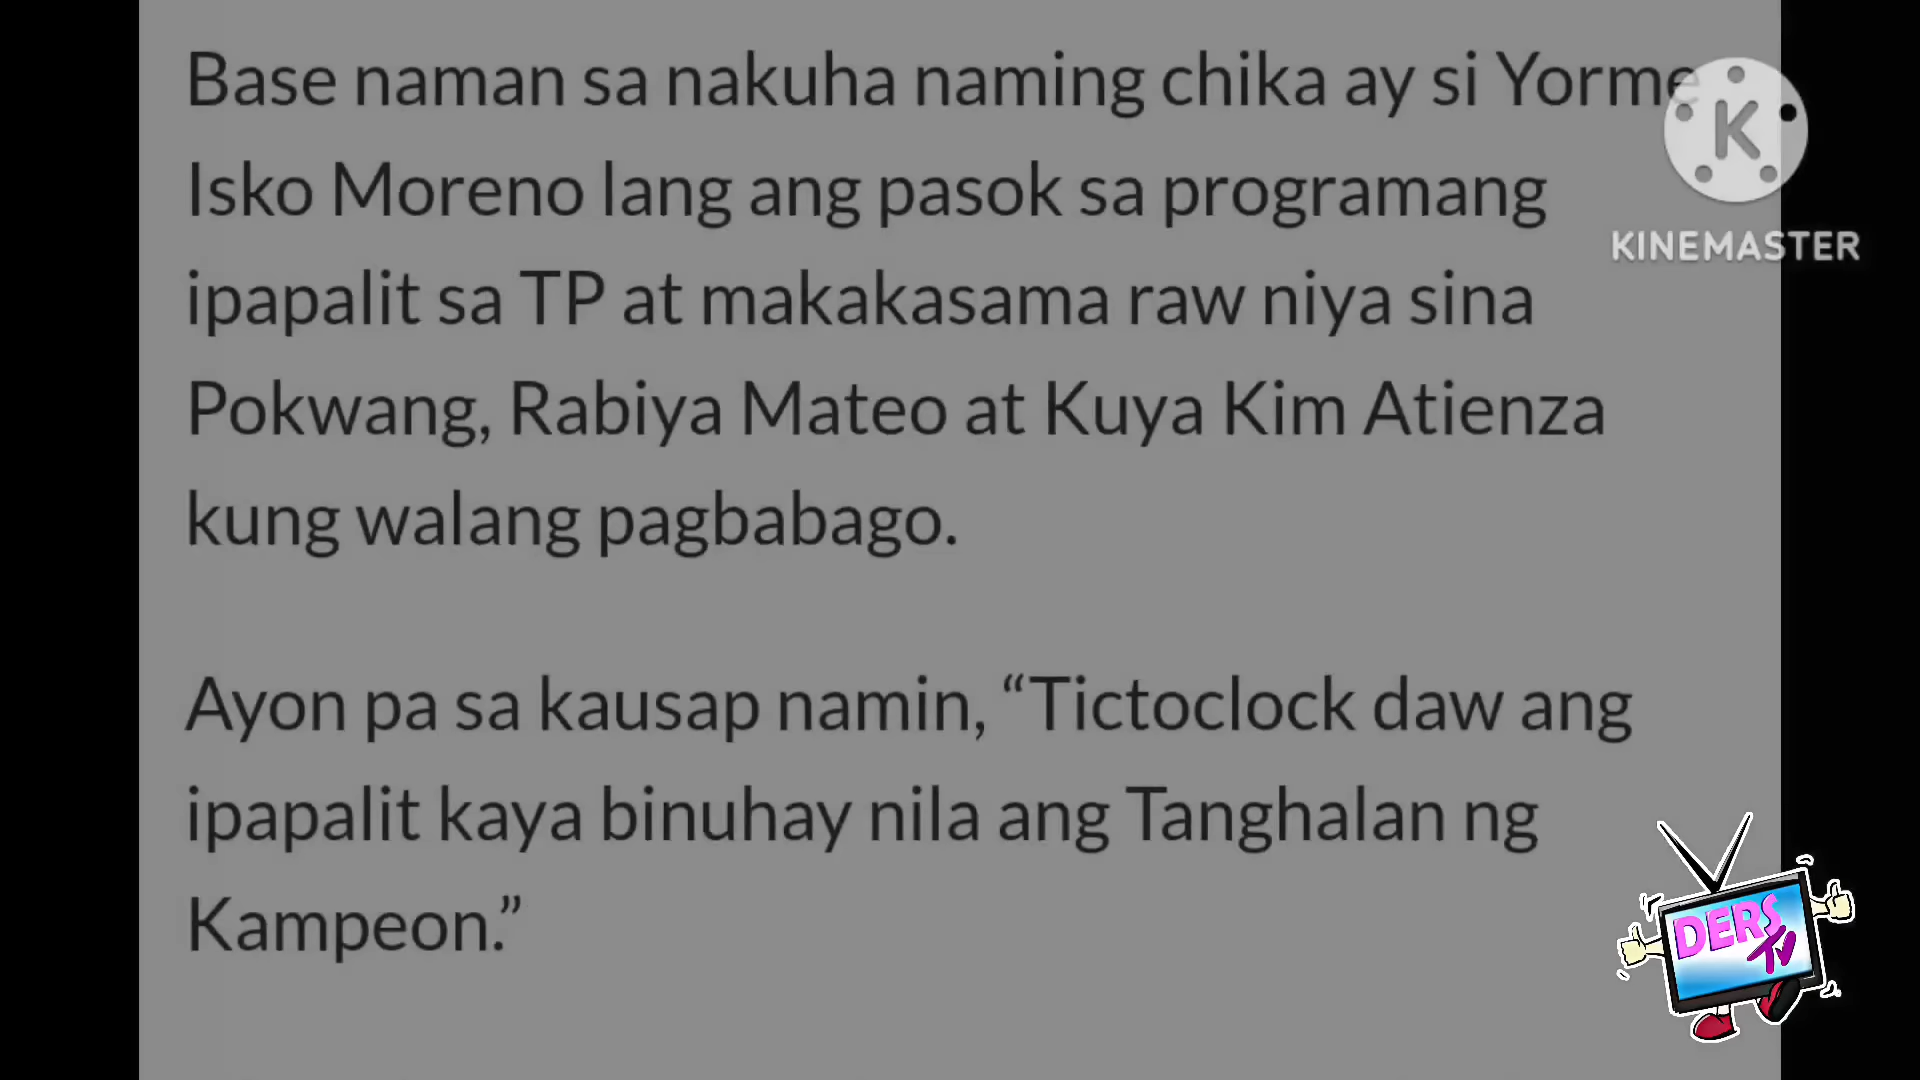 Base naman sa nakuha naming chika ay si Yorme
Isko Moreno lang ang pasok sa programang
ipapalit sa TP at makakasama raw niya sina
Pokwang, Rabiya Mateo at Kuya Kim Atienza
kung walang pagbabago.
Ayon pa sa kausap namin, “Tictoclock daw ang
ipapalit kaya binuhay nila ang Tanghalan ng
Kampeon.”
K
KINEMASTER
DERS
TV